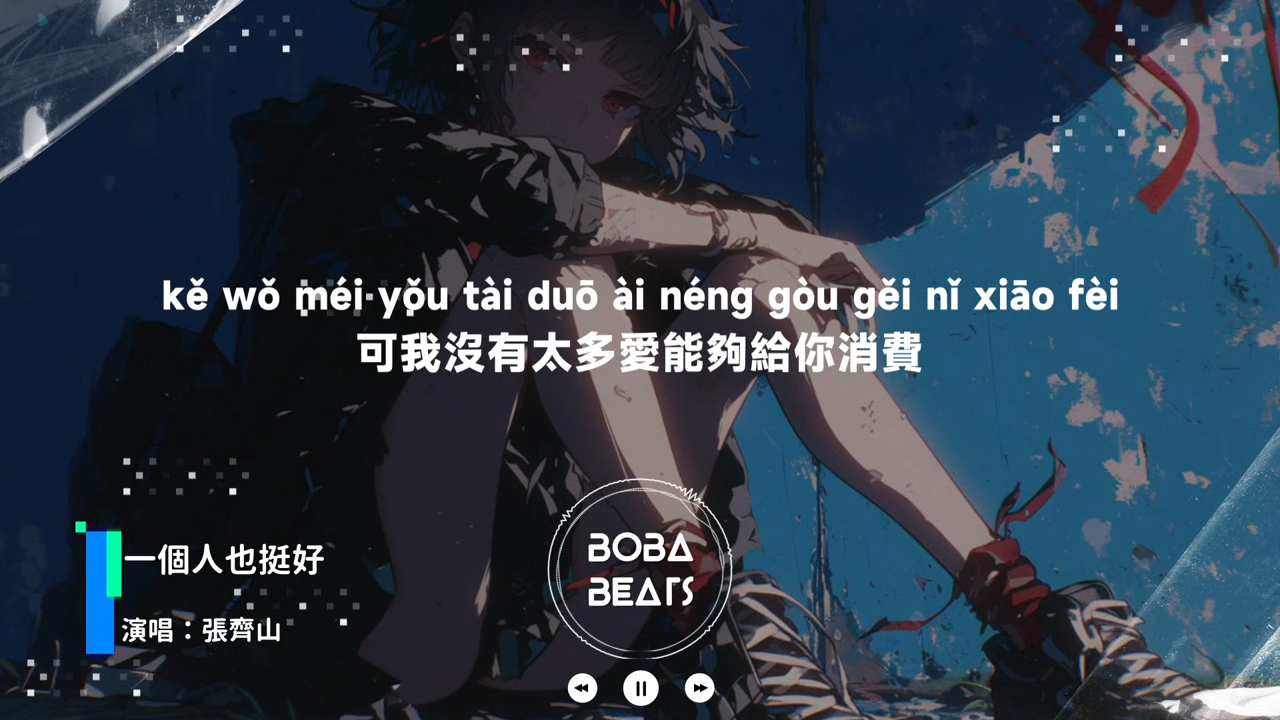 kě wǒ méi yǒu tài duō ài néng gòu gěi nǐ xiāo fèi
可我沒有太多愛能夠給你消費
一個人也挺好
演唱：張齊山
BOBA
BEATS